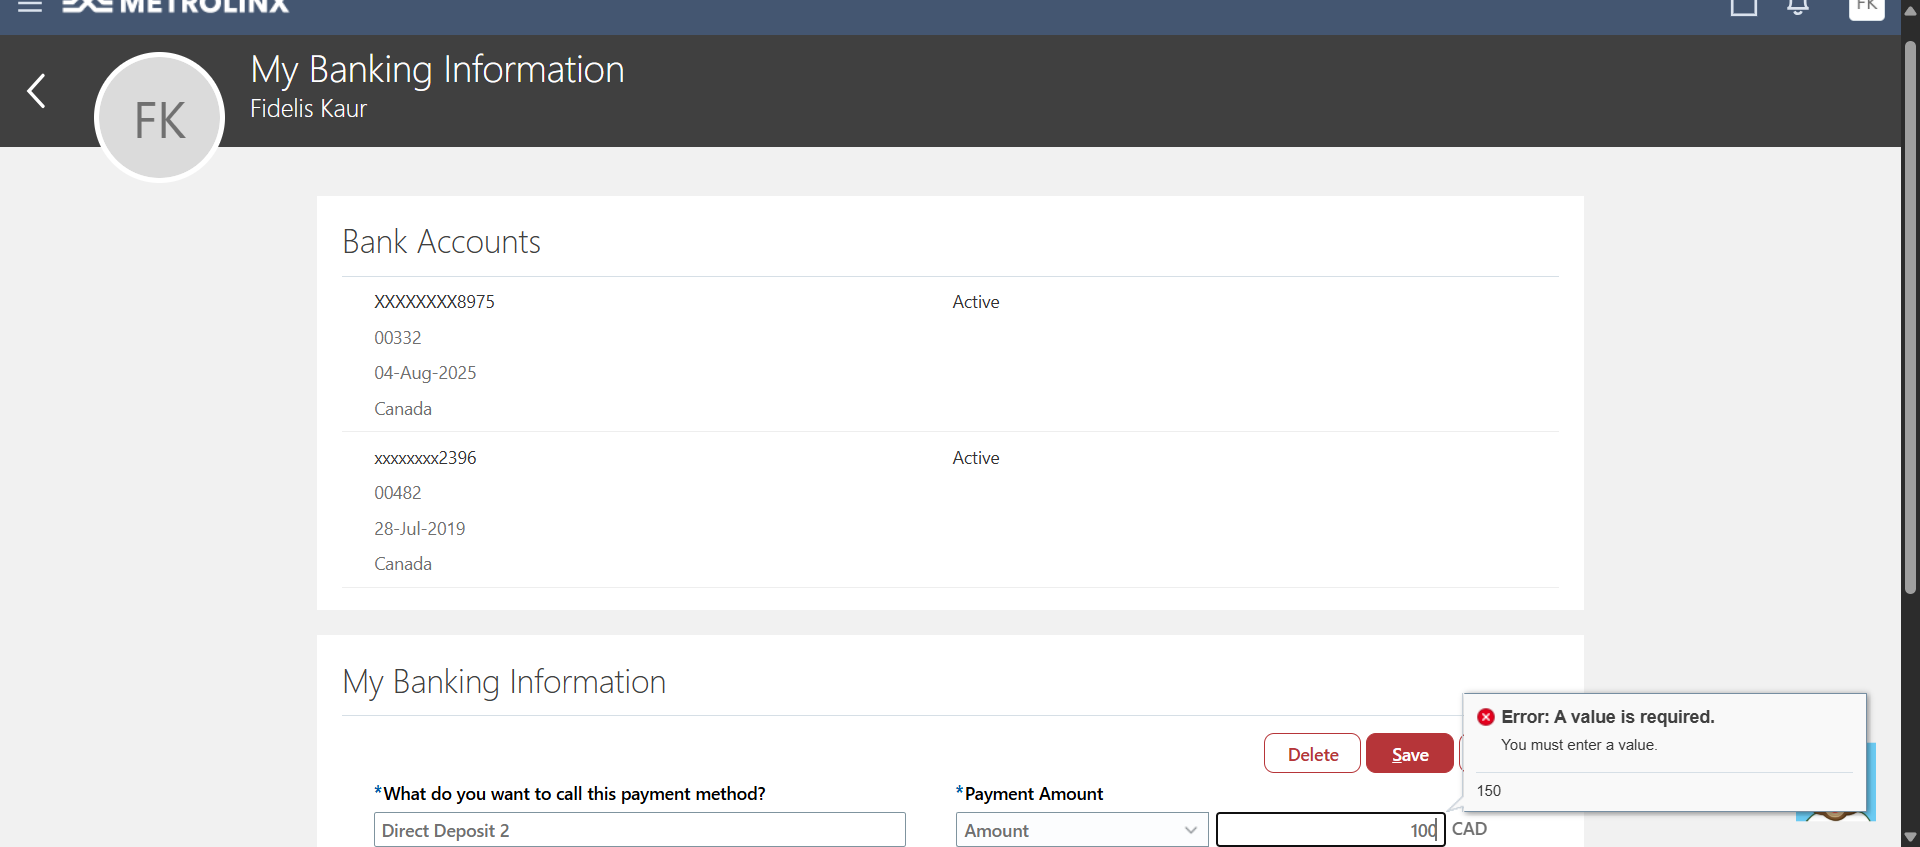 METROLINX
FK
FK
My Banking Information
Fidelis Kaur
Bank Accounts
XXXXXXXX8975
Active
00332
04-Aug-2025
Canada
xxxxxxxx2396
Active
00482
28-Jul-2019
Canada
My Banking Information
Error: A value is required.
You must enter a value.
150
Delete
Save
*What do you want to call this payment method?
*Payment Amount
Direct Deposit 2
Amount
100
CAD